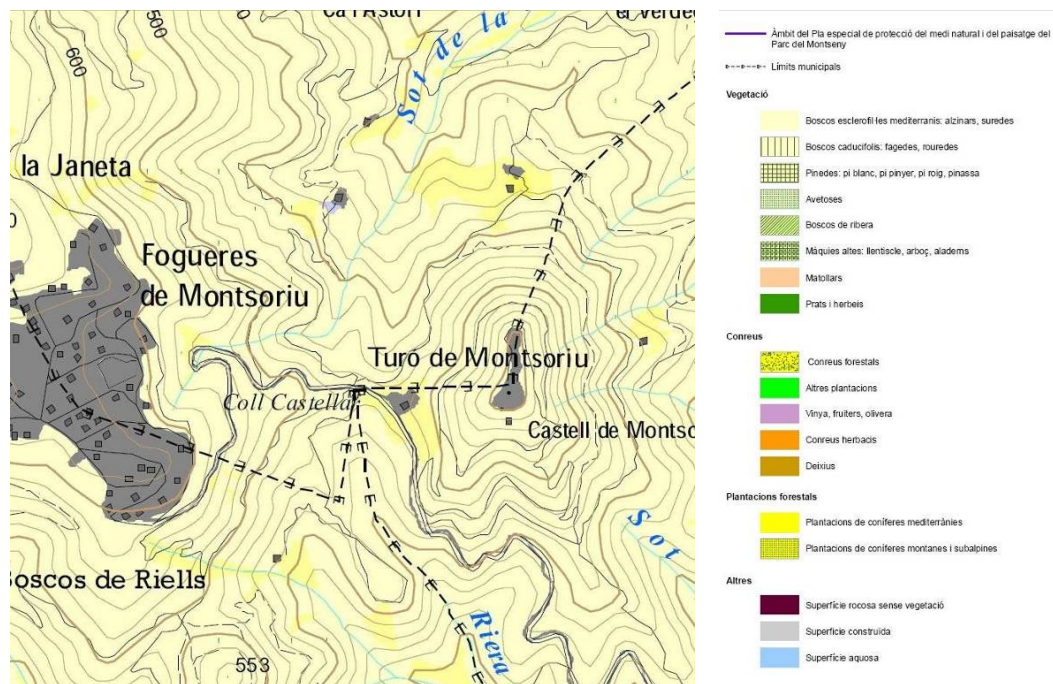 Ca l'Astori
el Verde
500
600
Sot de la
la Janeta
Fogueres
de Montsoriu
Turó de Montsoriu
Coll Castellar
Castell de Montso
Sot
Boscos de Riells
Riera
553
Àmbit del Pla especial de protecció del medi natural i del paisatge del
Parc del Montseny
Límits municipals
Vegetació
Boscos esclerofil·les mediterranis: alzinars, suredes
Boscos caducifolis: fagedes, rouredes
Pinedes: pi blanc, pi pinyer, pi roig, pinassa
Avetoses
Boscos de ribera
Màquies altes: llentiscle, arboç, aladerns
Matollars
Prats i herbeis
Conreus
Conreus forestals
Altres plantacions
Vinya, fruiters, olivera
Conreus herbacis
Deixius
Plantacions forestals
Plantacions de coníferes mediterrànies
Plantacions de coníferes montanes i subalpines
Altres
Superfície rocosa sense vegetació
Superfície construïda
Superfície aquosa